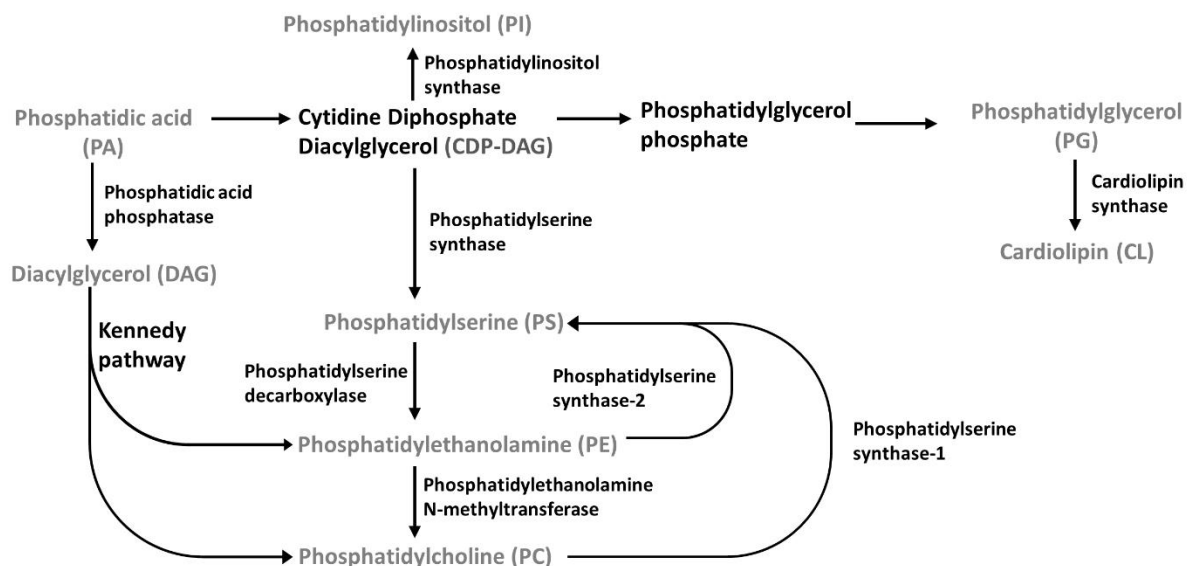 Phosphatidylinositol (PI)
Phosphatidylinositol
synthase
Phosphatidic acid
(PA)
Cytidine Diphosphate
Diacylglycerol (CDP-DAG)
Phosphatidylglycerol
phosphate
Phosphatidylglycerol
(PG)
Phosphatidic acid
phosphatase
Phosphatidylserine
synthase
Cardiolipin
synthase
Diacylglycerol (DAG)
Cardiolipin (CL)
Kennedy
pathway
Phosphatidylserine (PS)
Phosphatidylserine
decarboxylase
Phosphatidylserine
synthase-2
Phosphatidylserine
synthase-1
Phosphatidylethanolamine (PE)
Phosphatidylethanolamine
N-methyltransferase
Phosphatidylcholine (PC)